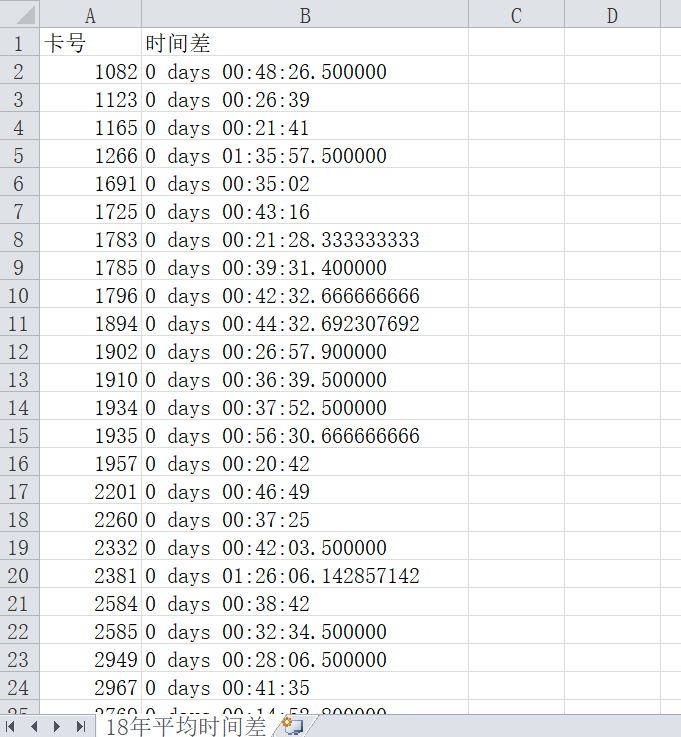 A B C D
1 卡号 时间差
2 1082 0 days 00:48:26.500000
3 1123 0 days 00:26:39
4 1165 0 days 00:21:41
5 1266 0 days 01:35:57.500000
6 1691 0 days 00:35:02
7 1725 0 days 00:43:16
8 1783 0 days 00:21:28.333333333
9 1785 0 days 00:39:31.400000
10 1796 0 days 00:42:32.666666666
11 1894 0 days 00:44:32.692307692
12 1902 0 days 00:26:57.900000
13 1910 0 days 00:36:39.500000
14 1934 0 days 00:37:52.500000
15 1935 0 days 00:56:30.666666666
16 1957 0 days 00:20:42
17 2201 0 days 00:46:49
18 2260 0 days 00:37:25
19 2332 0 days 00:42:03.500000
20 2381 0 days 01:26:06.142857142
21 2584 0 days 00:38:42
22 2585 0 days 00:32:34.500000
23 2949 0 days 00:28:06.500000
24 2967 0 days 00:41:35
18年平均时间差